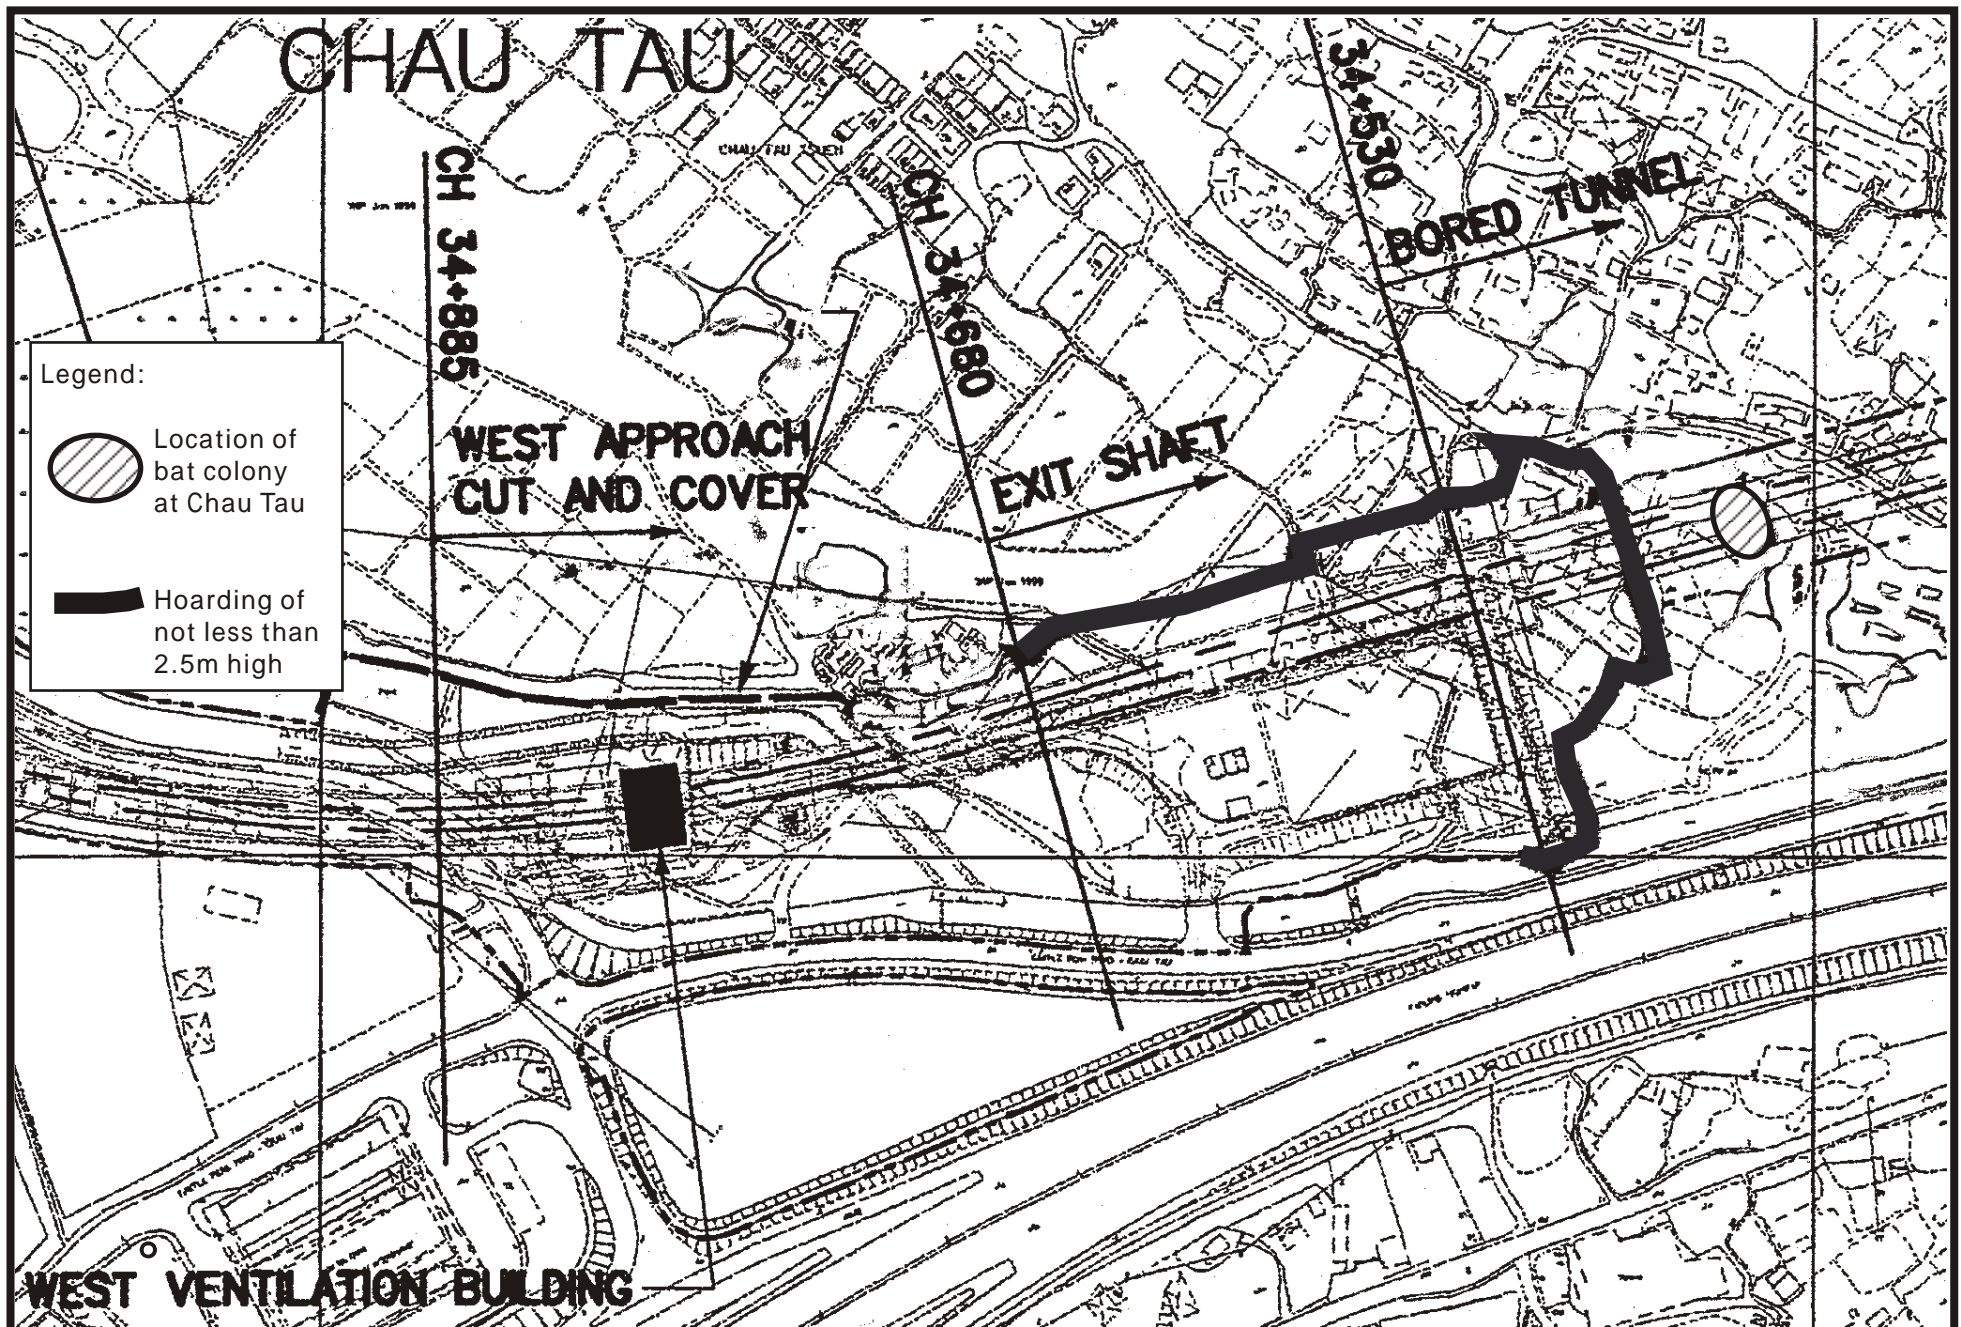 CHAU TAU
CHAU TAU TSUEN
CH 34+885
CH 34+680
34+530
BORED TUNNEL
Legend:
Location of
bat colony
at Chau Tau
Hoarding of
not less than
2.5m high
WEST APPROACH
CUT AND COVER
EXIT SHAFT
WEST VENTILATION BUILDING